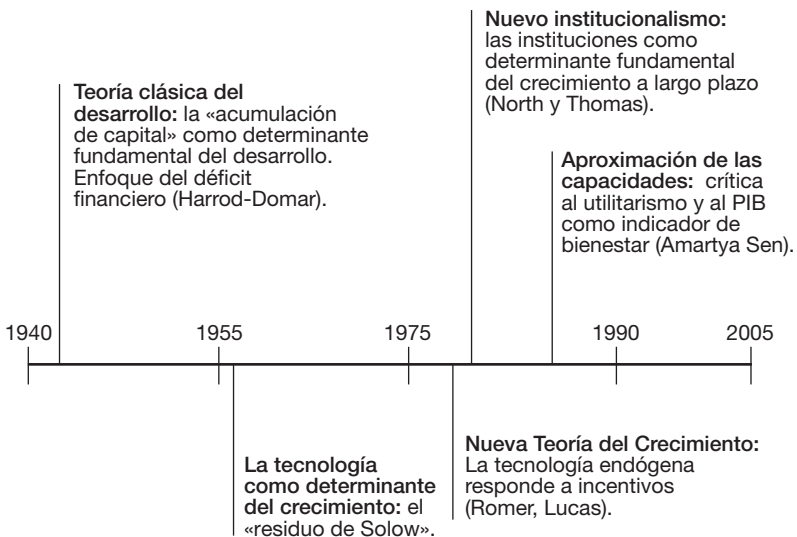 Nuevo institucionalismo:
las instituciones como
determinante fundamental
del crecimiento a largo plazo
(North y Thomas).
Teoría clásica del
desarrollo: la «acumulación
de capital» como determinante
fundamental del desarrollo.
Enfoque del déficit
financiero (Harrod-Domar).
Aproximación de las
capacidades: crítica
al utilitarismo y al PIB
como indicador de
bienestar (Amartya Sen).
1940 1955 1975 1990 2005
La tecnología
como determinante
del crecimiento: el
«residuo de Solow».
Nueva Teoría del Crecimiento:
La tecnología endógena
responde a incentivos
(Romer, Lucas).